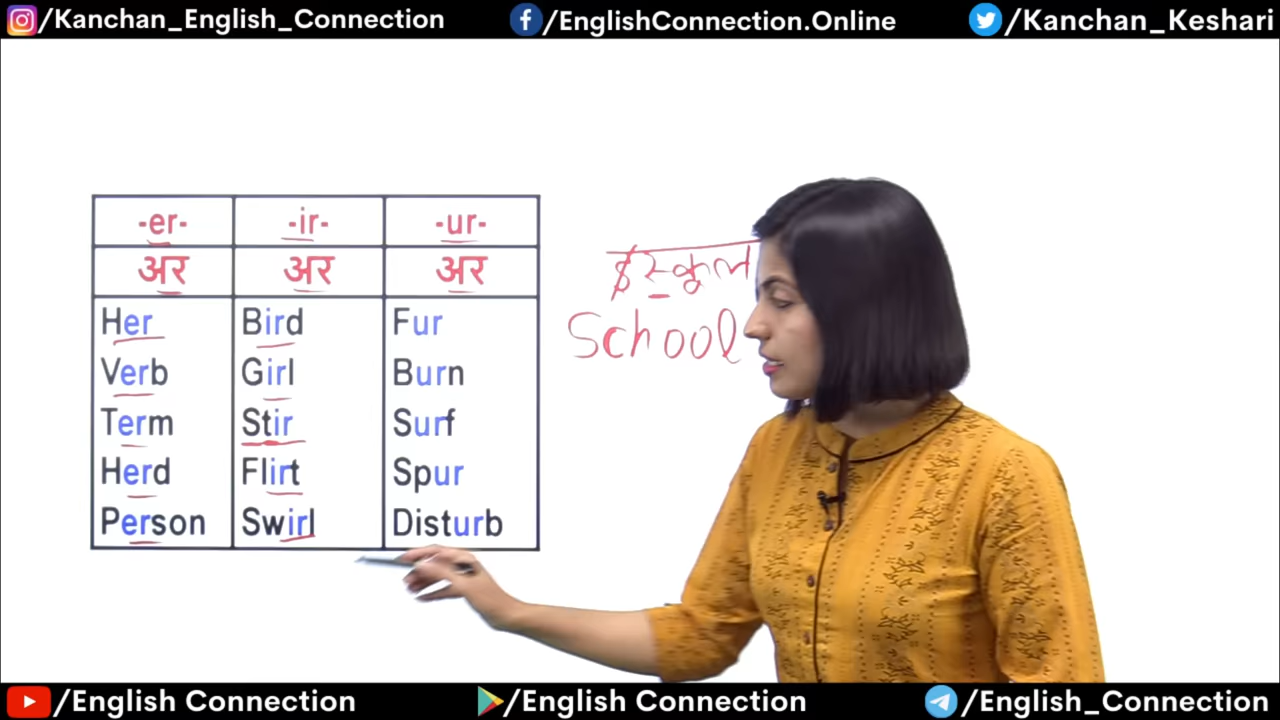 /Kanchan_English_Connection /EnglishConnection.Online /Kanchan_Keshari
-er- -ir- -ur-
अर अर अर
Her Bird Fur
Verb Girl Burn
Term Stir Surf
Herd Flirt Spur
Person Swirl Disturb
इस्कूल
School
/English Connection /English Connection /English_Connection